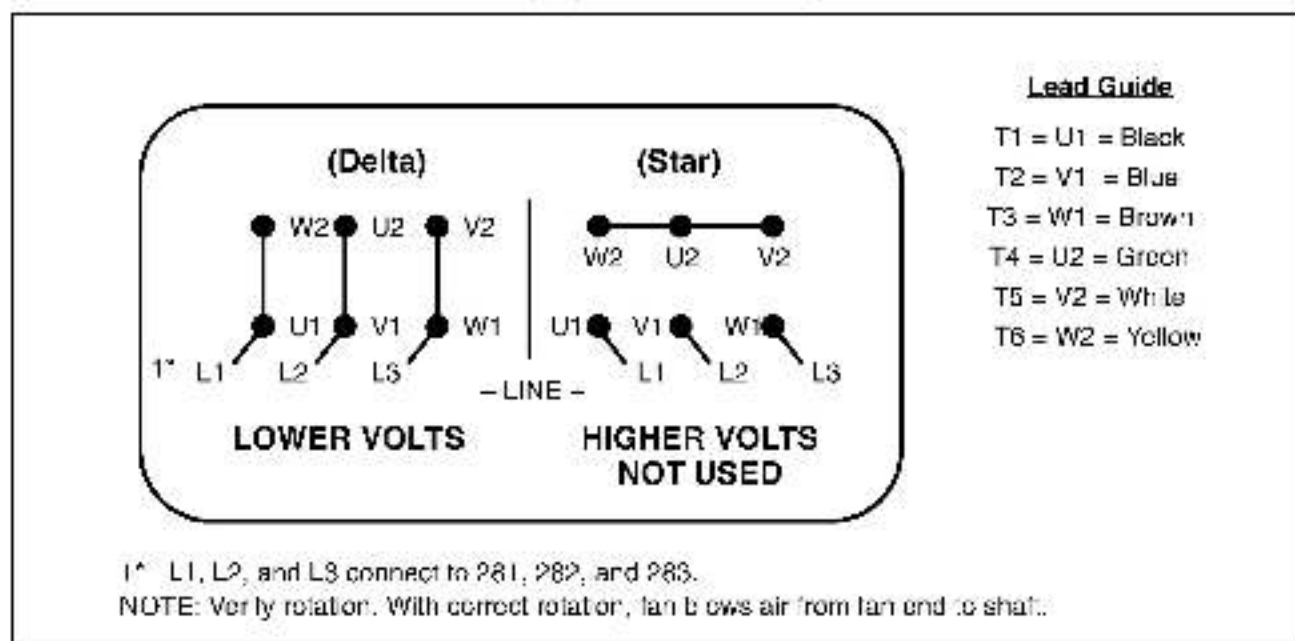 Lead Guide
T1 = U1 = Black
T2 = V1 = Blue
T3 = W1 = Brown
T4 = U2 = Green
T5 = V2 = White
T6 = W2 = Yellow
(Delta) (Star)
W2 U2 V2
W2 U2 V2
U1 V1 W1
U1 V1 W1
1* L1 L2 L3
L1 L2 L3
– LINE –
LOWER VOLTS
HIGHER VOLTS
NOT USED
1* L1, L2, and L3 connect to 281, 282, and 283.
NOTE: Verify rotation. With correct rotation, fan blows air from fan end to shaft.